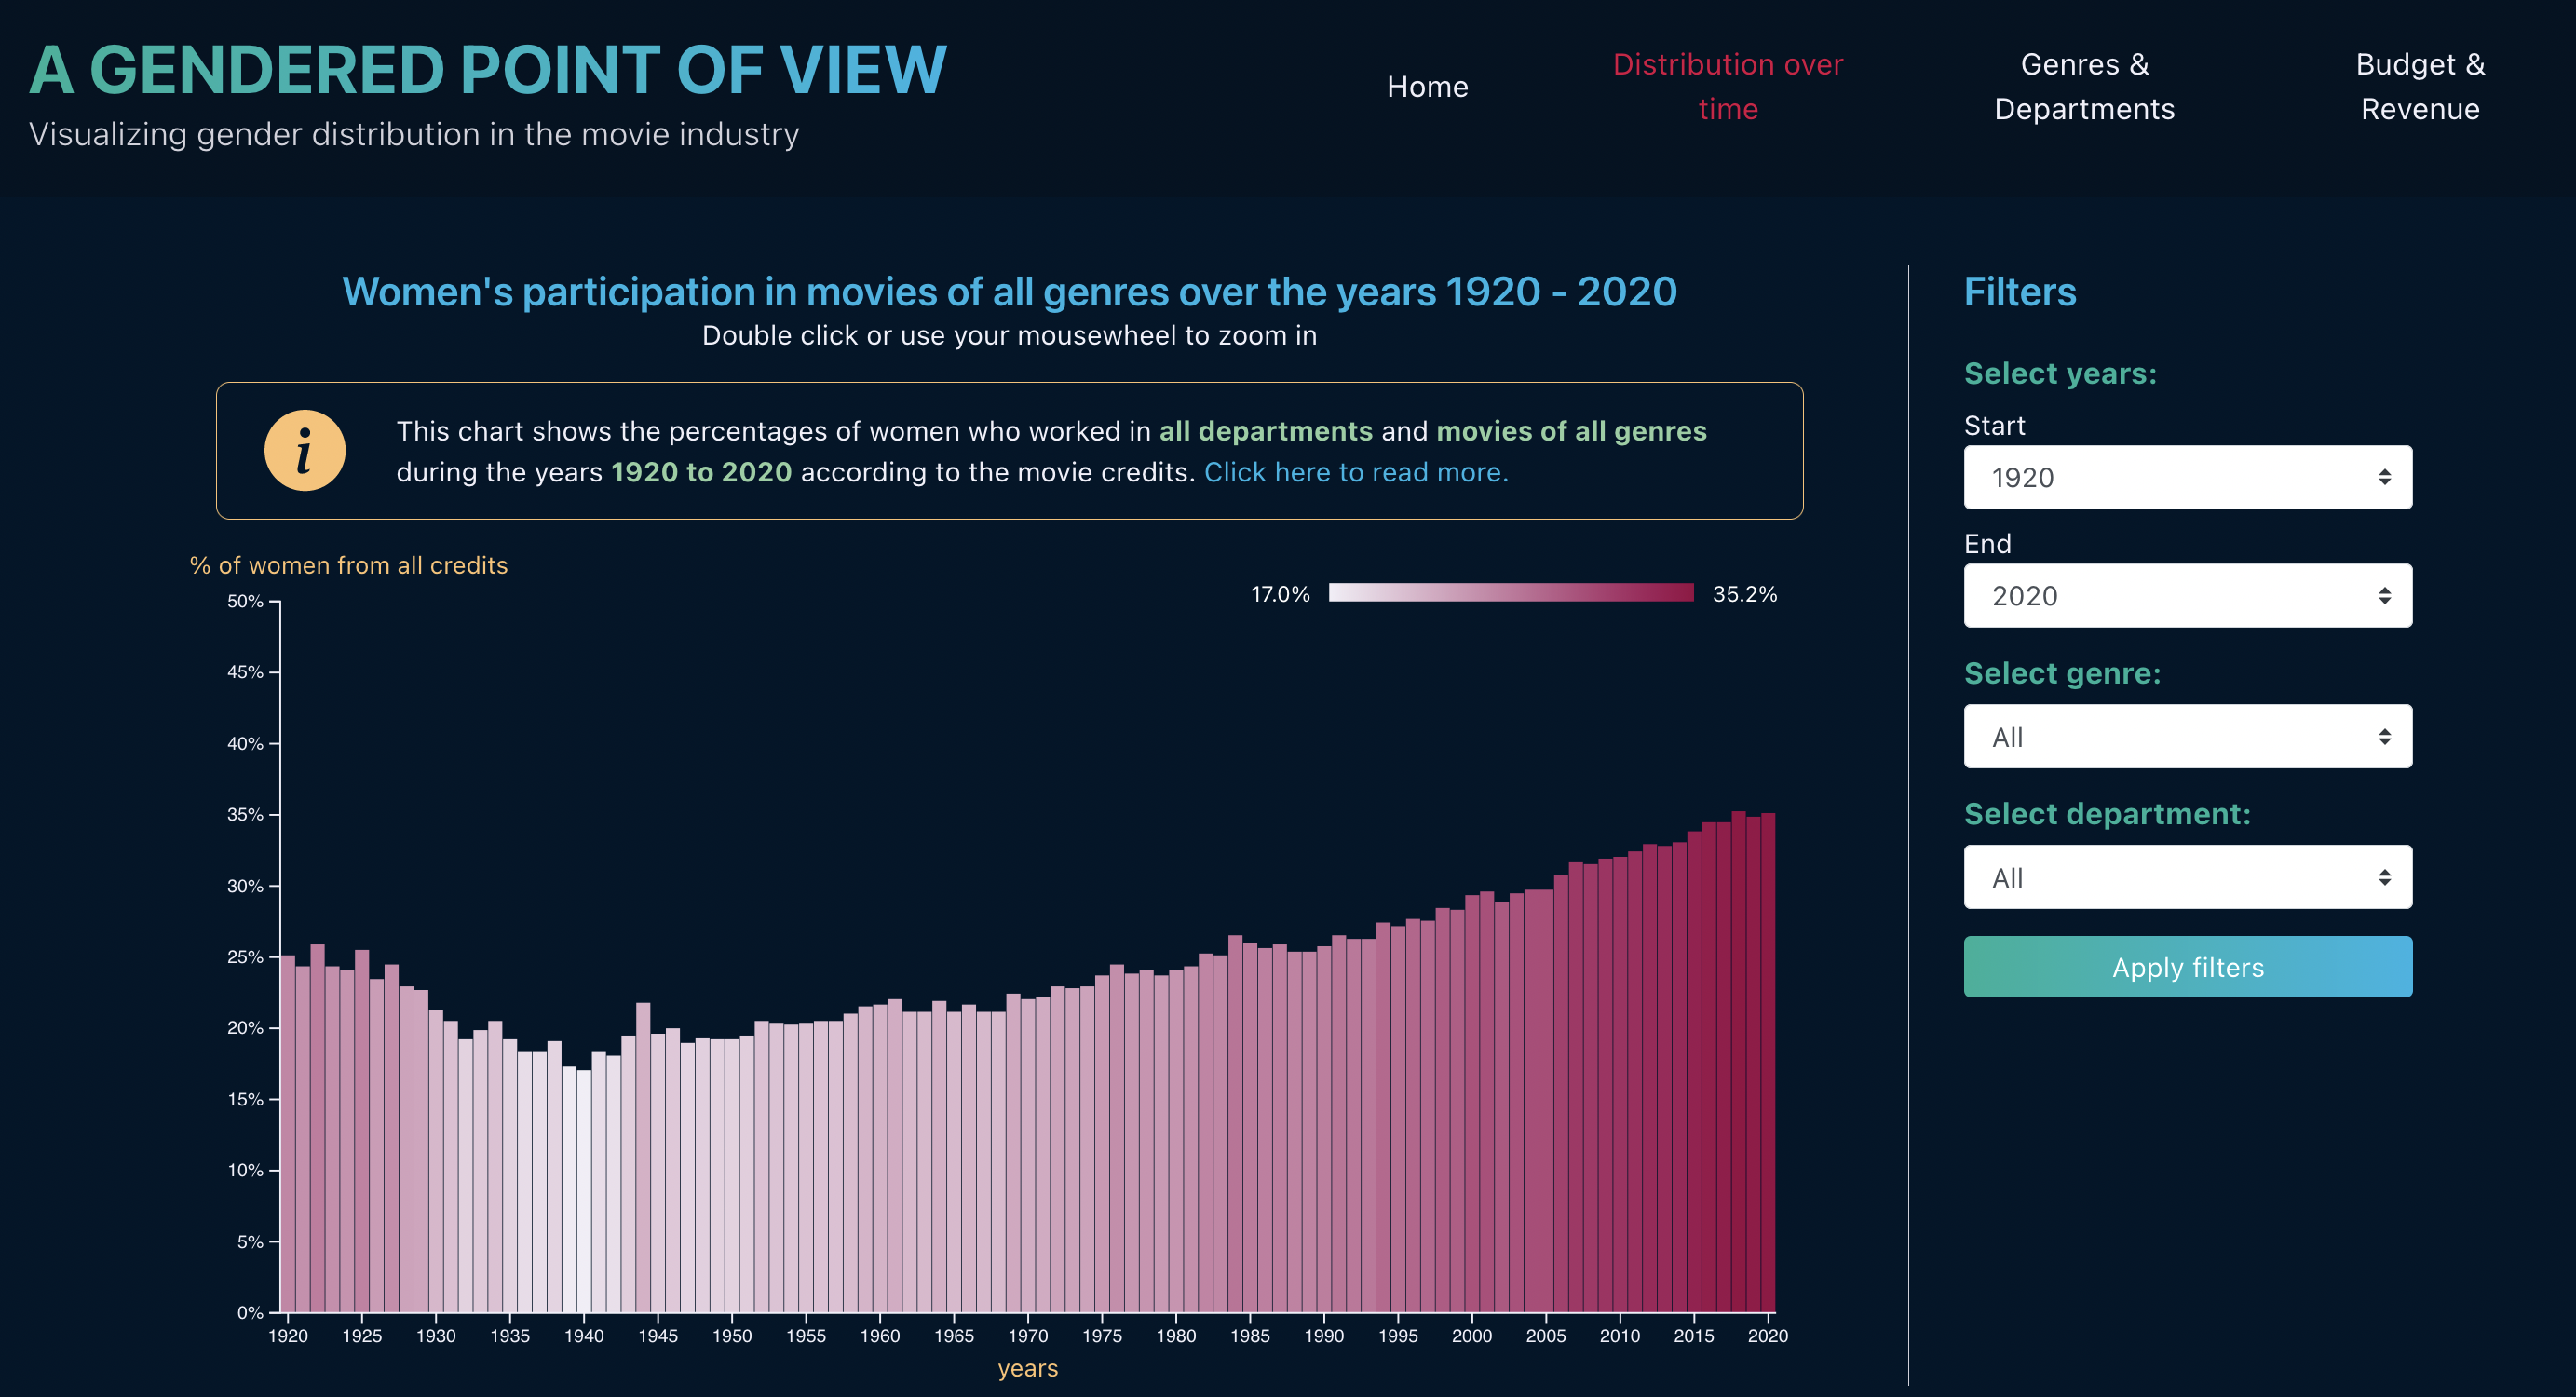 A GENDERED POINT OF VIEW
Visualizing gender distribution in the movie industry
Home
Distribution over
time
Genres &
Departments
Budget &
Revenue
Women's participation in movies of all genres over the years 1920 - 2020
Double click or use your mousewheel to zoom in
i
This chart shows the percentages of women who worked in all departments and movies of all genres
during the years 1920 to 2020 according to the movie credits. Click here to read more.
% of women from all credits
17.0%
35.2%
50%
45%
40%
35%
30%
25%
20%
15%
10%
5%
0%
1920 1925 1930 1935 1940 1945 1950 1955 1960 1965 1970 1975 1980 1985 1990 1995 2000 2005 2010 2015 2020
years
Filters
Select years:
Start
1920
End
2020
Select genre:
All
Select department:
All
Apply filters